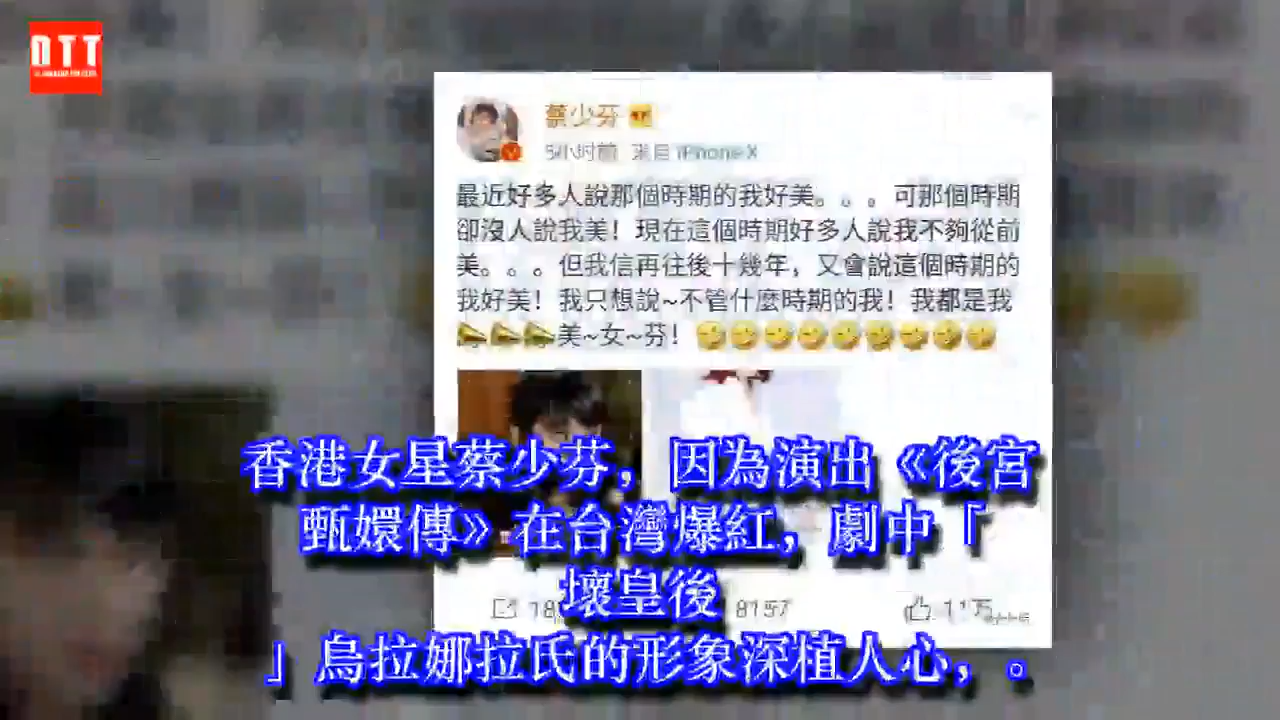 DTT
蔡少芬
5小时前 来自 iPhone X
最近好多人說那個時期的我好美。。。可那個時期
卻沒人說我美！現在這個時期好多人說我不夠從前
美。。。但我信再往後十幾年，又會說這個時期的
我好美！我只想說~不管什麼時期的我！我都是我
美~女~芬！
香港女星蔡少芬，因為演出《後宮
甄嬛傳》在台灣爆紅，劇中「
壞皇後
」烏拉娜拉氏的形象深植人心，。
8157